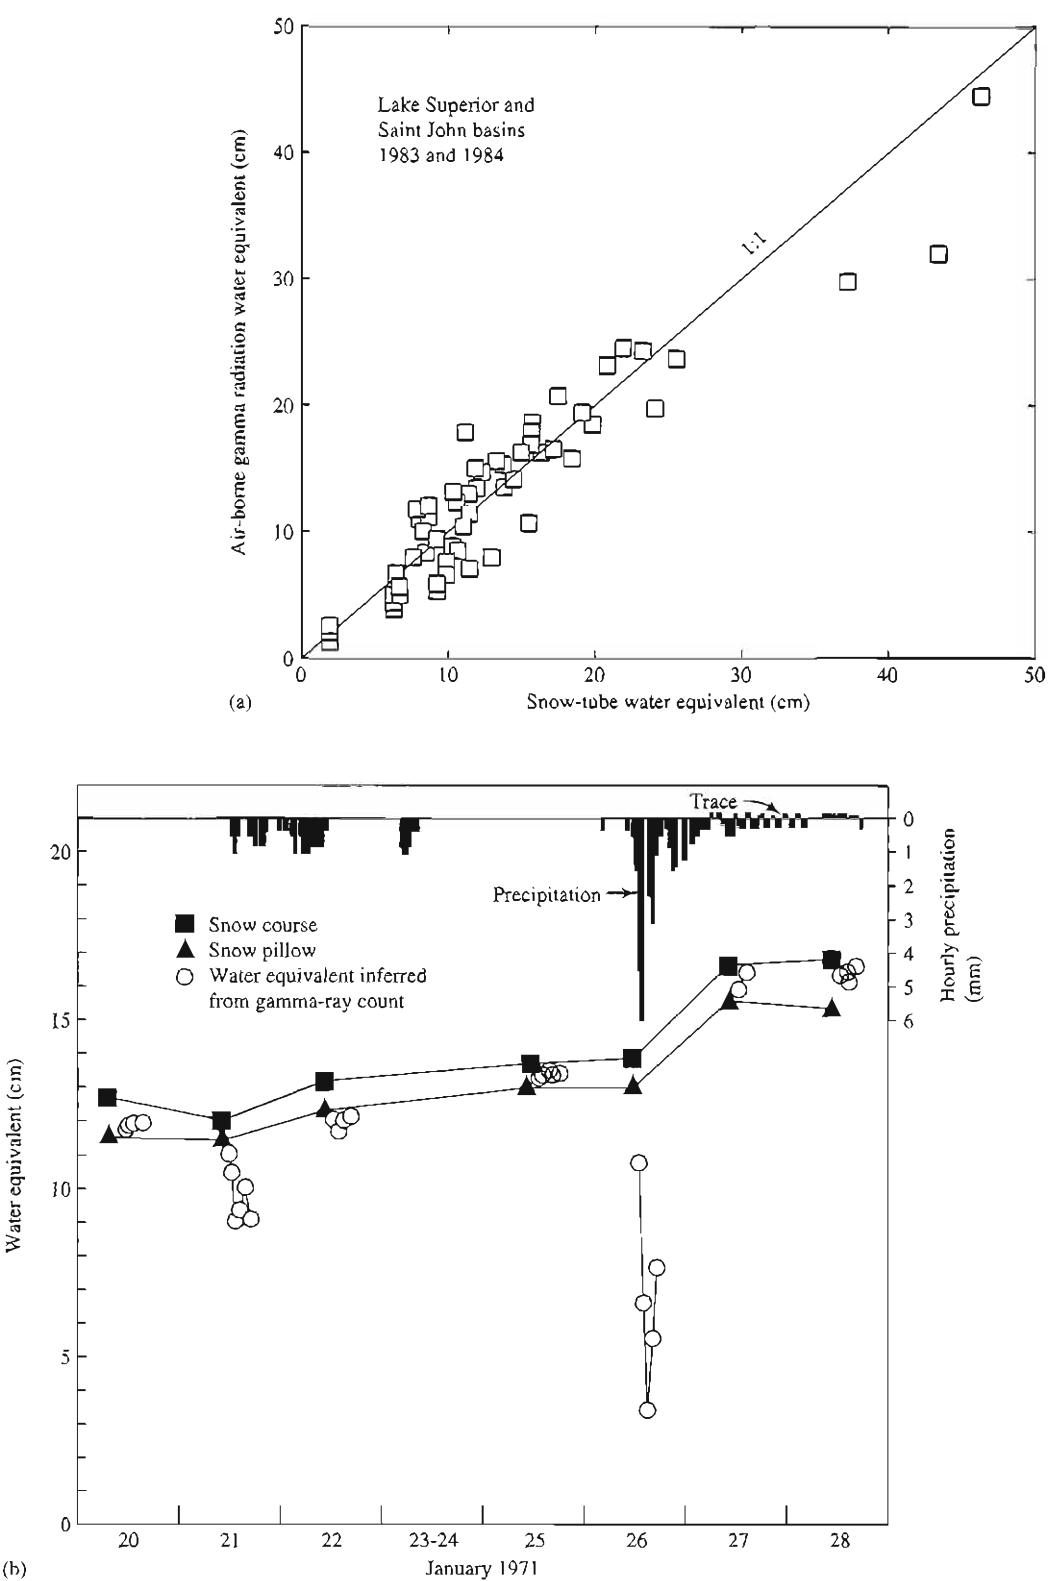 50
40
30
20
10
0
Air-borne gamma radiation water equivalent (cm)
Lake Superior and
Saint John basins
1983 and 1984
1:1
0 10 20 30 40 50
(a)
Snow-tube water equivalent (cm)
Trace
Precipitation
Snow course
Snow pillow
Water equivalent inferred
from gamma-ray count
20
15
10
5
0
Water equivalent (cm)
0
1
2
3
4
5
6
Hourly precipitation
(mm)
20 21 22 23-24 25 26 27 28
(b)
January 1971